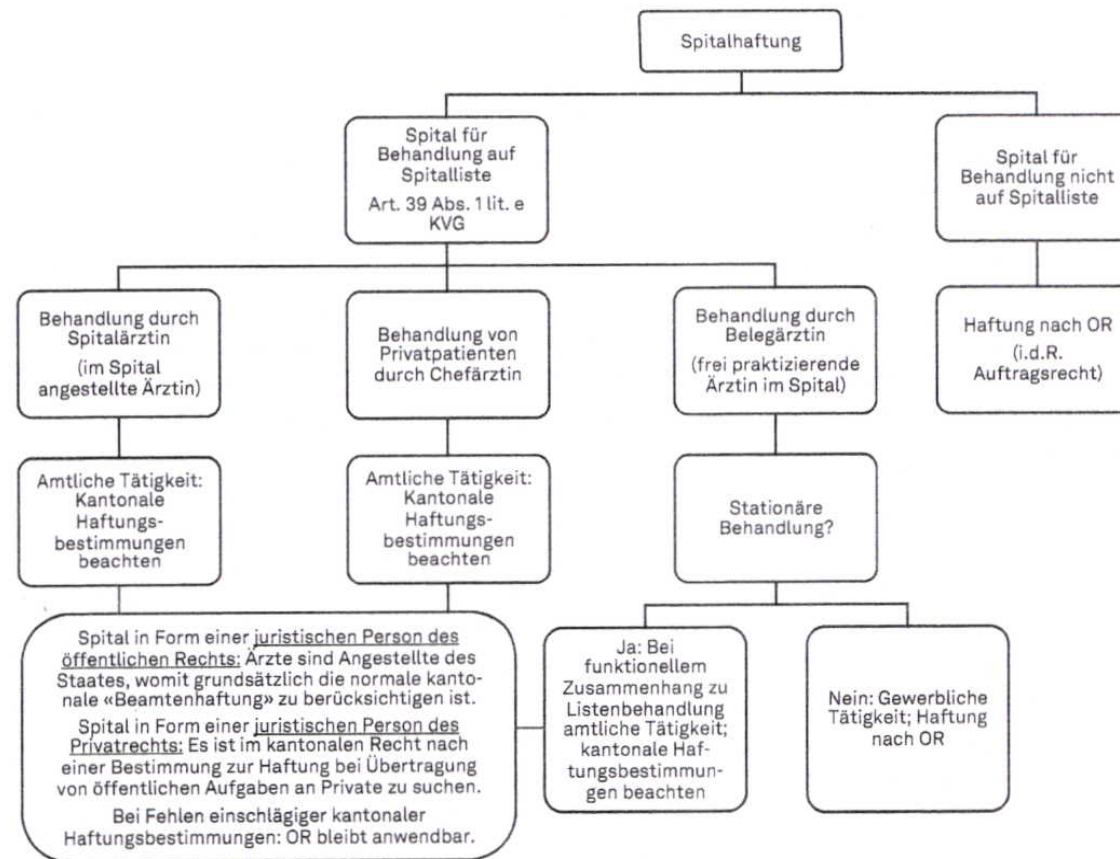 Spitalhaftung
Spital für
Behandlung auf
Spitalliste
Art. 39 Abs. 1 lit. e
KVG
Spital für
Behandlung nicht
auf Spitalliste
Behandlung durch
Spitalärztin
(im Spital
angestellte Ärztin)
Behandlung von
Privatpatienten
durch Chefärztin
Behandlung durch
Belegärztin
(frei praktizierende
Ärztin im Spital)
Haftung nach OR
(i.d.R.
Auftragsrecht)
Amtliche Tätigkeit:
Kantonale
Haftungs-
bestimmungen
beachten
Amtliche Tätigkeit:
Kantonale
Haftungs-
bestimmungen
beachten
Stationäre
Behandlung?
Spital in Form einer juristischen Person des
öffentlichen Rechts: Ärzte sind Angestellte des
Staates, womit grundsätzlich die normale kanto-
nale «Beamtenhaftung» zu berücksichtigen ist.
Spital in Form einer juristischen Person des
Privatrechts: Es ist im kantonalen Recht nach
einer Bestimmung zur Haftung bei Übertragung
von öffentlichen Aufgaben an Private zu suchen.
Bei Fehlen einschlägiger kantonaler
Haftungsbestimmungen: OR bleibt anwendbar.
Ja: Bei
funktionellem
Zusammenhang zu
Listenbehandlung
amtliche Tätigkeit;
kantonale Haf-
tungsbestimmun-
gen beachten
Nein: Gewerbliche
Tätigkeit; Haftung
nach OR